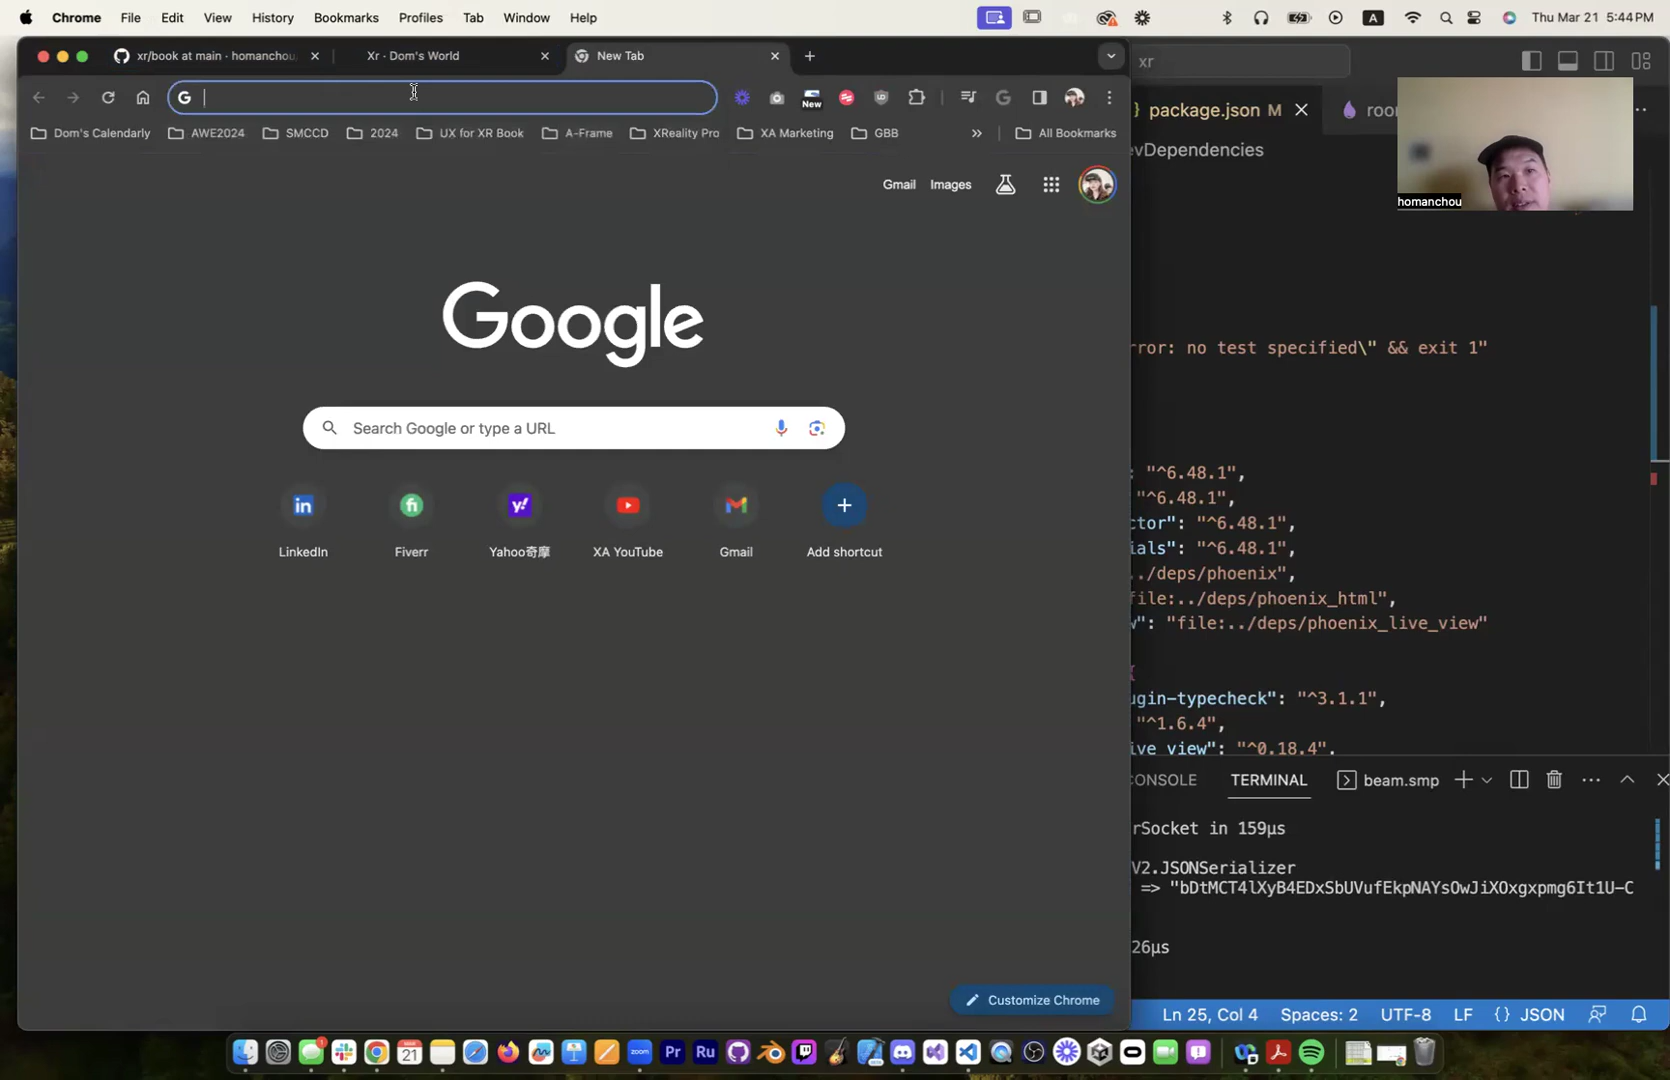 Chrome File Edit View History Bookmarks Profiles Tab Window Help
A Thu Mar 21 5:44 PM
xr/book at main · homanchou
Xr · Dom's World
New Tab
xr
New
package.json M
Dom's Calendarly AWE2024 SMCCD 2024 UX for XR Book A-Frame XReality Pro XA Marketing GBB » All Bookmarks
evDependencies
homanchou
Gmail Images
Google
Search Google or type a URL
LinkedIn Fiverr Yahoo奇摩 XA YouTube Gmail Add shortcut
Customize Chrome
rror: no test specified\" && exit 1"
: "^6.48.1",
"^6.48.1",
ctor": "^6.48.1",
ials": "^6.48.1",
../deps/phoenix",
file:../deps/phoenix_html",
w": "file:../deps/phoenix_live_view"
{
ugin-typecheck": "^3.1.1",
"^1.6.4",
ive_view": "^0.18.4",
CONSOLE TERMINAL beam.smp
rSocket in 159µs
V2.JSONSerializer
=> "bDtMCT4lXyB4EDxSbUVufEkpNAYsOwJiXOxgxpmg6It1U-C
26µs
Ln 25, Col 4 Spaces: 2 UTF-8 LF {} JSON